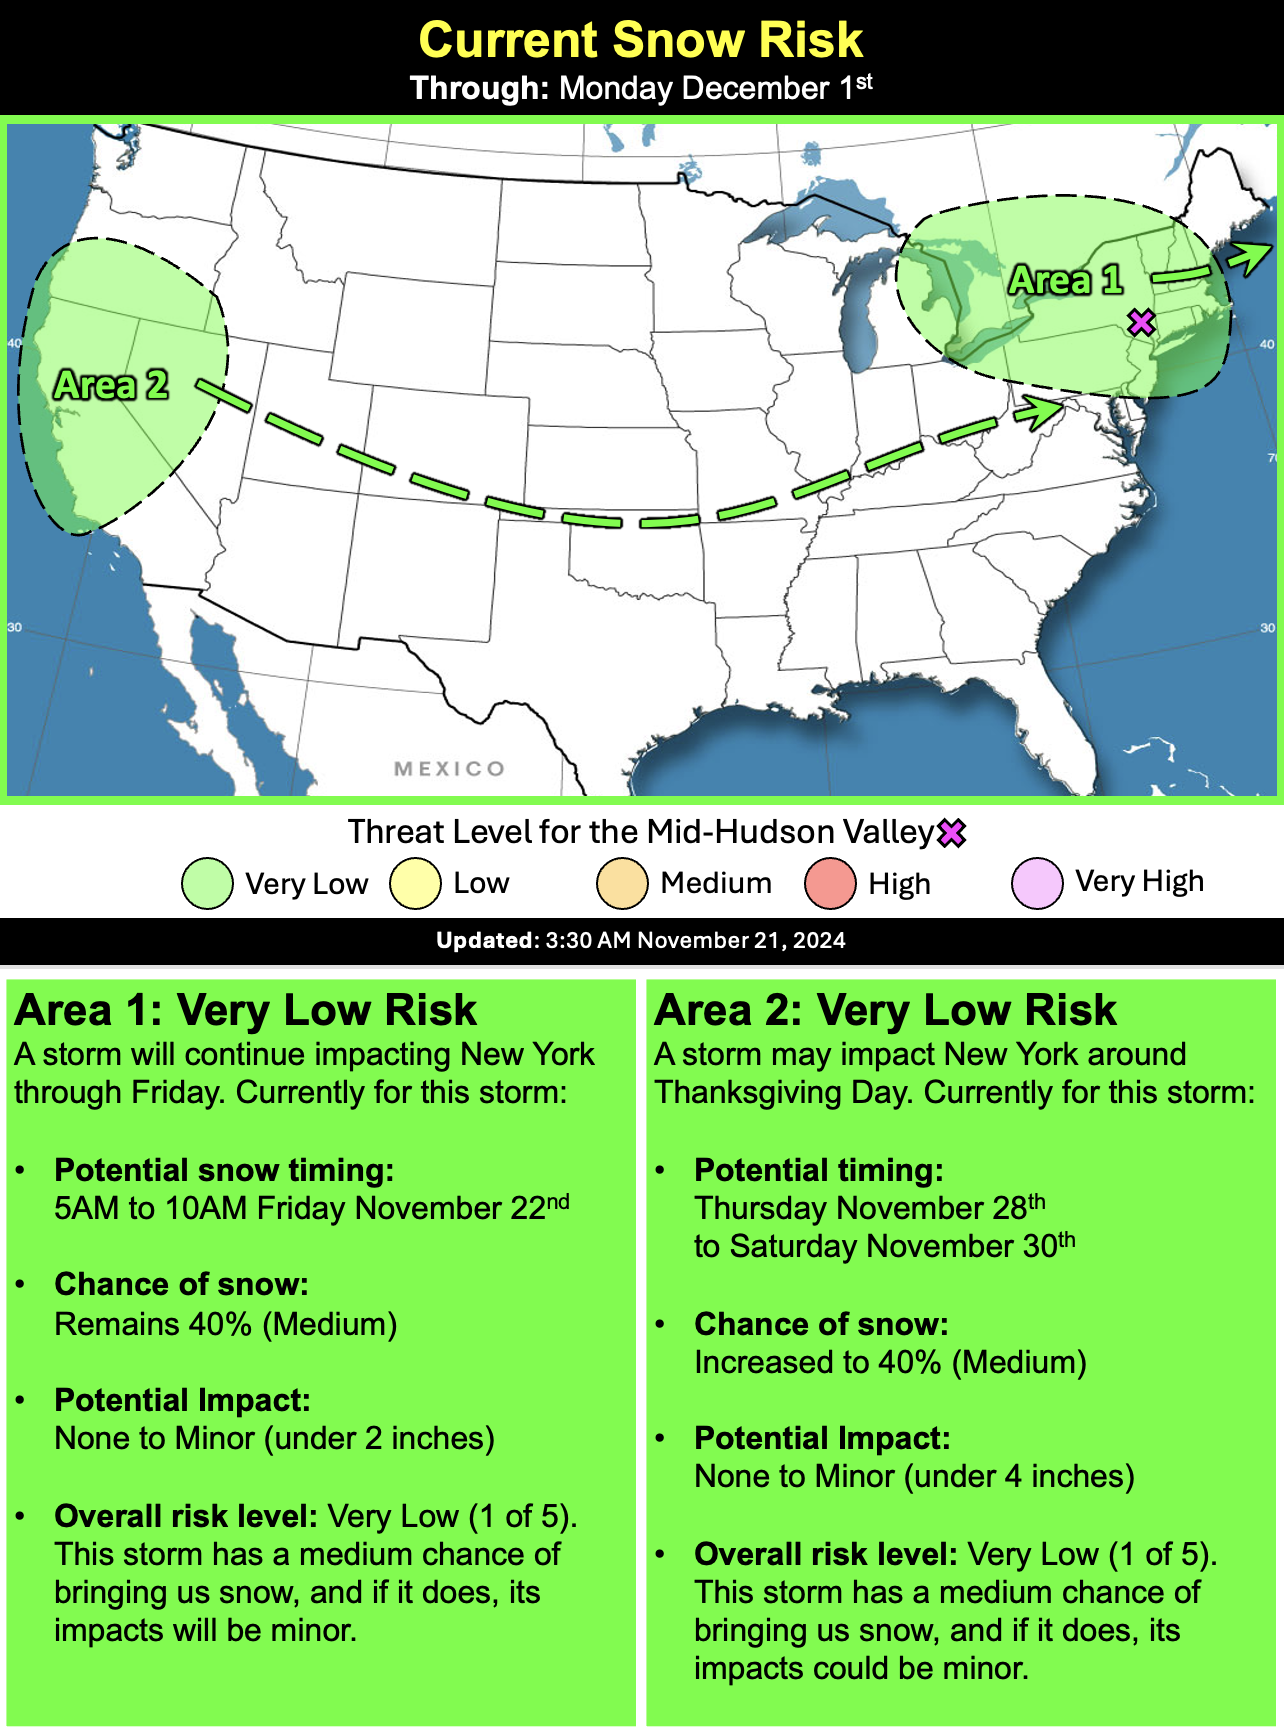 Current Snow Risk
Through: Monday December 1st
40
40
70
30
30
Area 1
Area 2
MEXICO
Threat Level for the Mid-Hudson Valley
Very Low
Low
Medium
High
Very High
Updated: 3:30 AM November 21, 2024
Area 1: Very Low Risk
A storm will continue impacting New York
through Friday. Currently for this storm:
• Potential snow timing:
5AM to 10AM Friday November 22nd
• Chance of snow:
Remains 40% (Medium)
• Potential Impact:
None to Minor (under 2 inches)
• Overall risk level: Very Low (1 of 5).
This storm has a medium chance of
bringing us snow, and if it does, its
impacts will be minor.
Area 2: Very Low Risk
A storm may impact New York around
Thanksgiving Day. Currently for this storm:
• Potential timing:
Thursday November 28th
to Saturday November 30th
• Chance of snow:
Increased to 40% (Medium)
• Potential Impact:
None to Minor (under 4 inches)
• Overall risk level: Very Low (1 of 5).
This storm has a medium chance of
bringing us snow, and if it does, its
impacts could be minor.